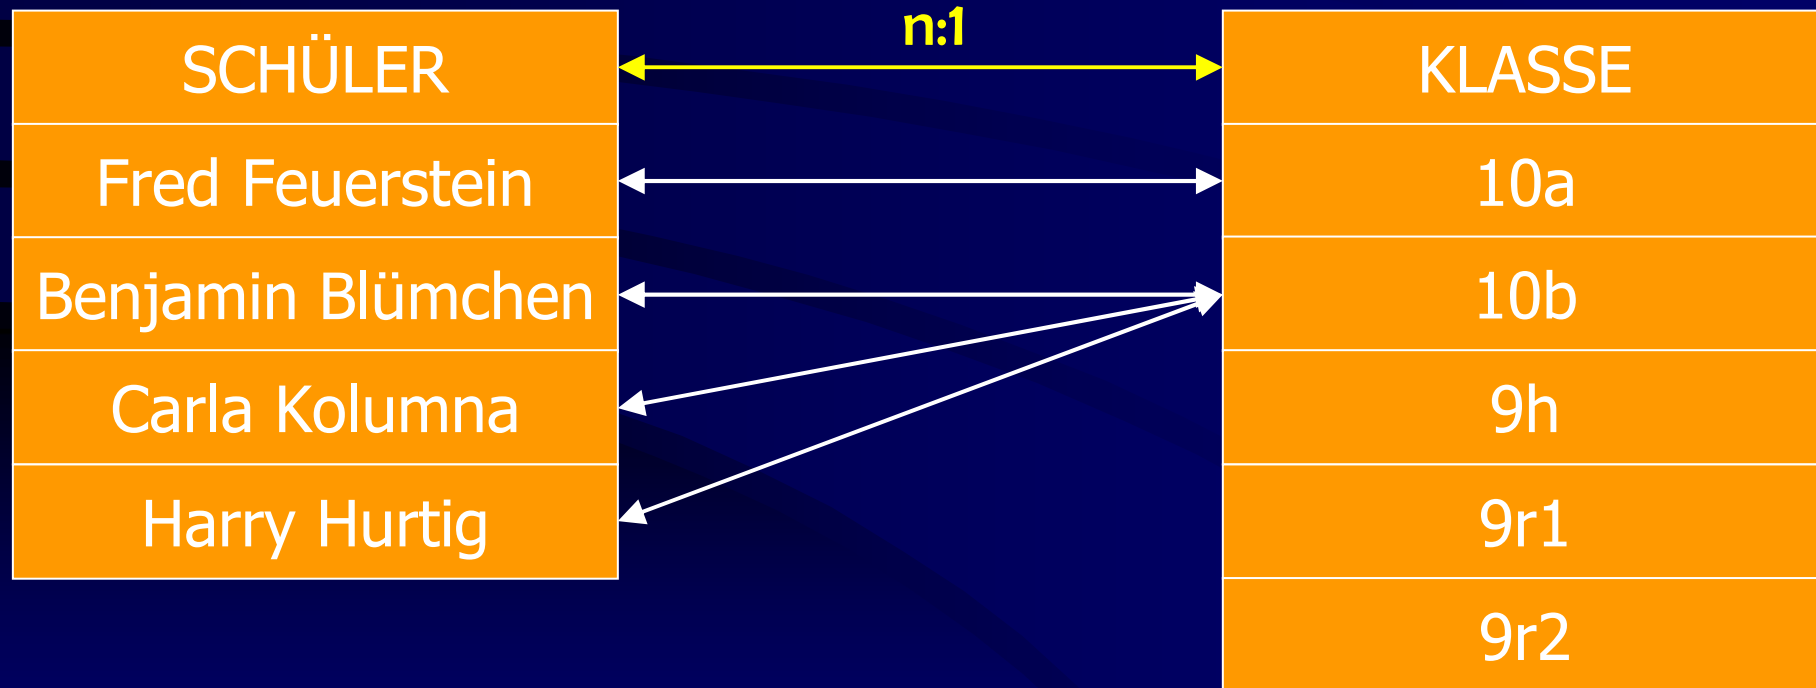 n:1
SCHÜLER
KLASSE
Fred Feuerstein
10a
Benjamin Blümchen
10b
Carla Kolumna
9h
Harry Hurtig
9r1
9r2